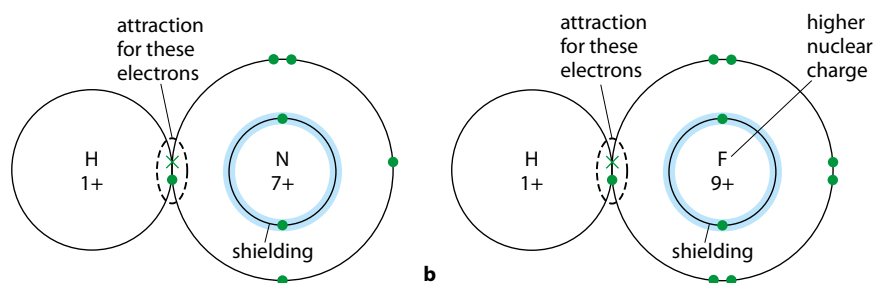 attraction
for these
electrons
H
1+
N
7+
shielding
b
attraction
for these
electrons
higher
nuclear
charge
H
1+
F
9+
shielding